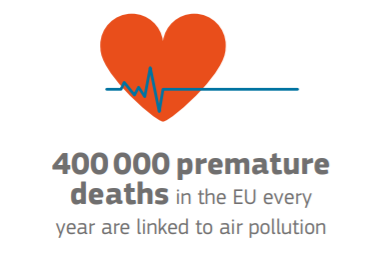 400 000 premature
deaths in the EU every
year are linked to air pollution